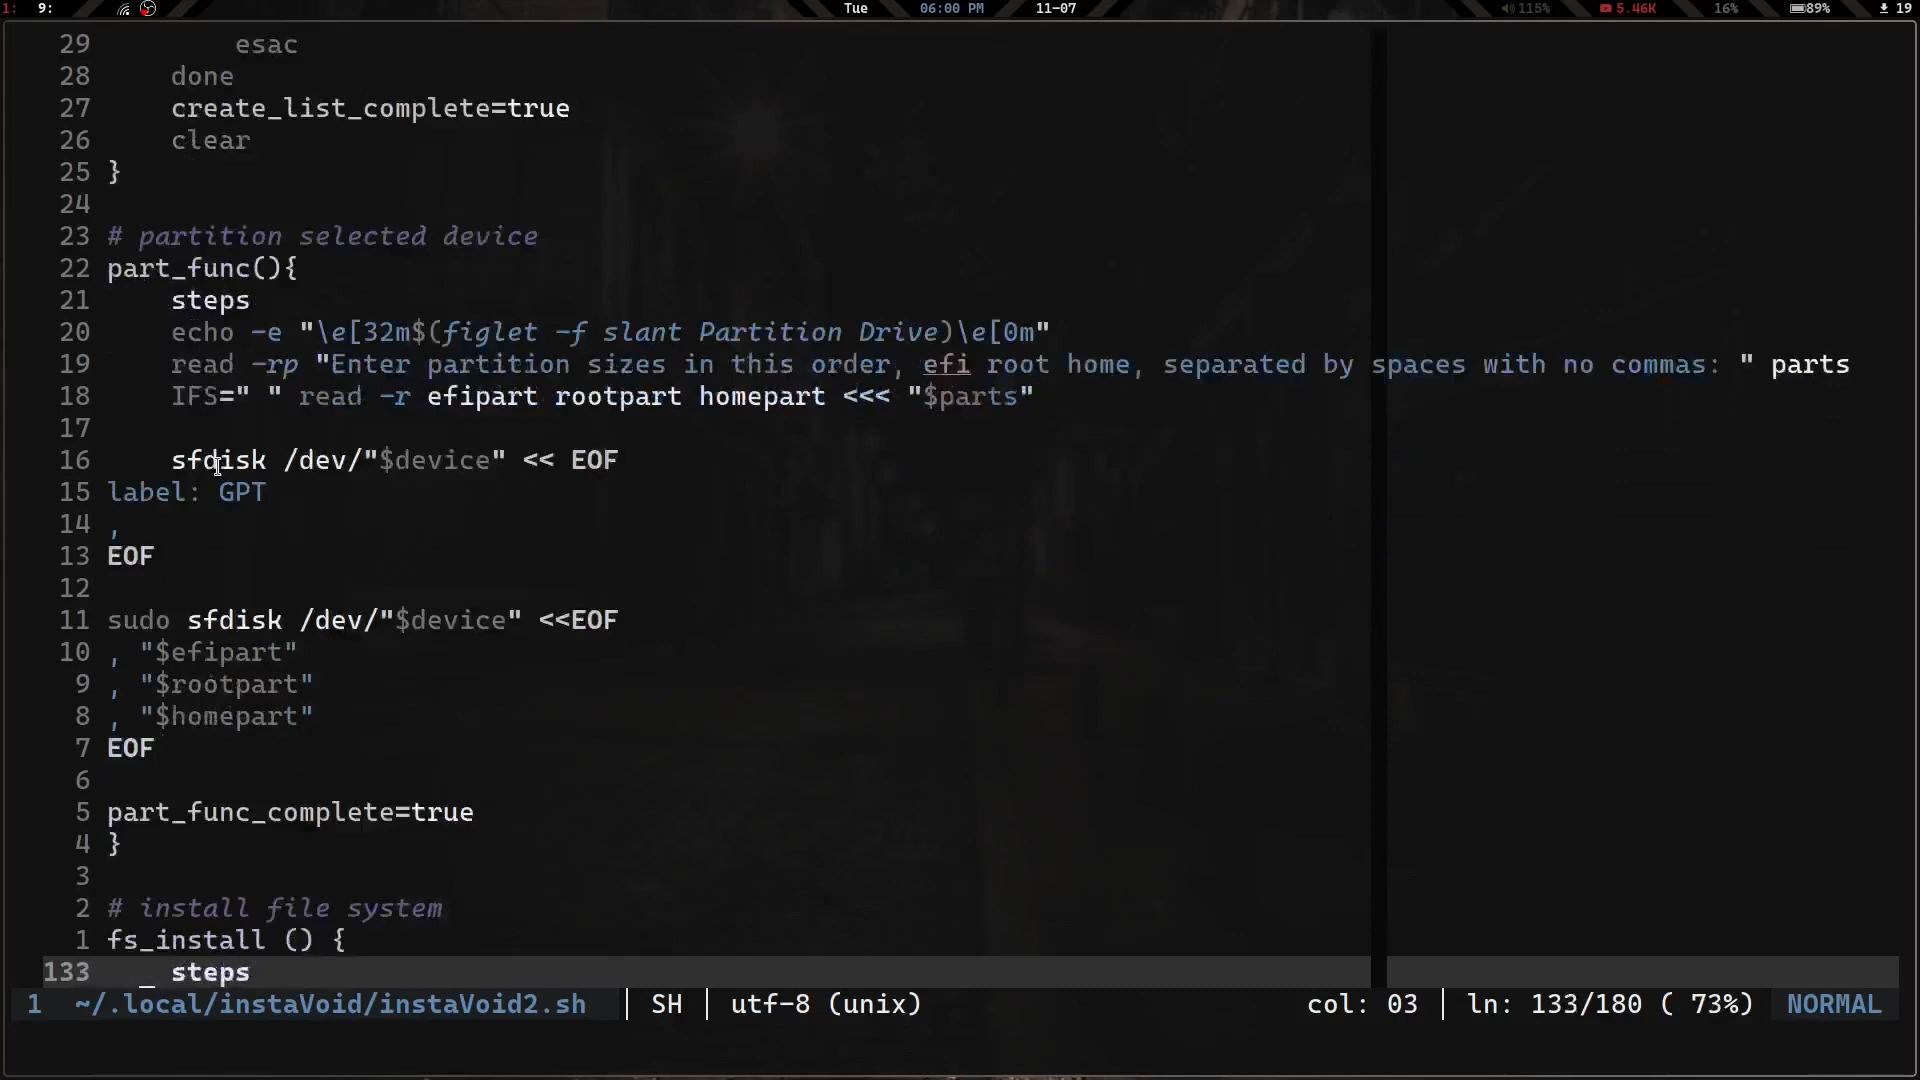 1: 9: Tue 06:00 PM 11-07 115% 5.46K 16% 89% 19
29 esac
28 done
27 create_list_complete=true
26 clear
25 }
24
23 # partition selected device
22 part_func(){
21 steps
20 echo -e "\e[32m$(figlet -f slant Partition Drive)\e[0m"
19 read -rp "Enter partition sizes in this order, efi root home, separated by spaces with no commas: " parts
18 IFS=" " read -r efipart rootpart homepart <<< "$parts"
17
16 sfdisk /dev/"$device" << EOF
15 label: GPT
14 ,
13 EOF
12
11 sudo sfdisk /dev/"$device" <<EOF
10 , "$efipart"
9 , "$rootpart"
8 , "$homepart"
7 EOF
6
5 part_func_complete=true
4 }
3
2 # install file system
1 fs_install () {
133 steps
1 ~/.local/instaVoid/instaVoid2.sh | SH | utf-8 (unix) col: 03 | ln: 133/180 ( 73%) NORMAL